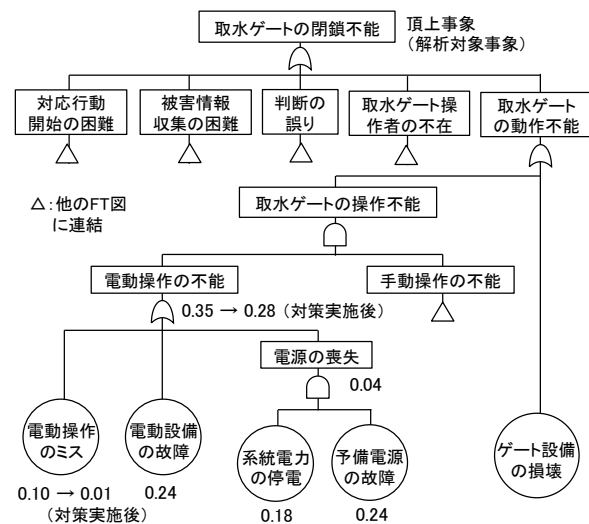 取水ゲートの閉鎖不能
頂上事象
(解析対象事象)
対応行動
開始の困難
被害情報
収集の困難
判断の
誤り
取水ゲート操
作者の不在
取水ゲート
の動作不能
△:他のFT図
に連結
取水ゲートの操作不能
電動操作の不能
手動操作の不能
0.35 → 0.28 (対策実施後)
電源の喪失
0.04
電動操作
のミス
電動設備
の故障
系統電力
の停電
予備電源
の故障
ゲート設備
の損壊
0.10 → 0.01
(対策実施後)
0.24
0.18
0.24